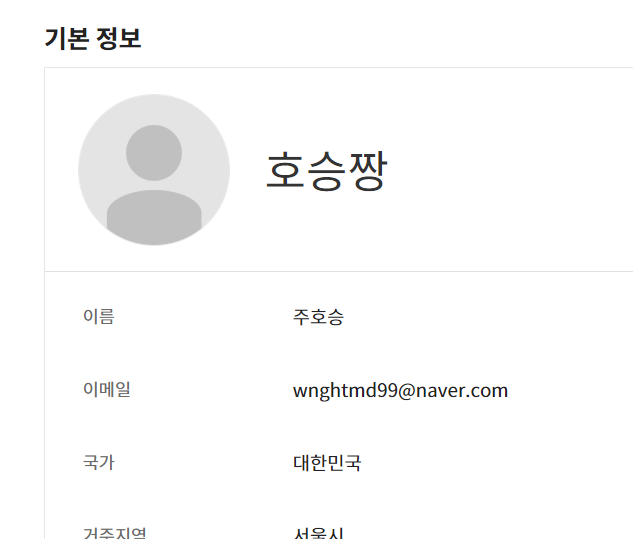 기본 정보
호승짱
이름 주호승
이메일 wnghtmd99@naver.com
국가 대한민국
거주지역 서울시